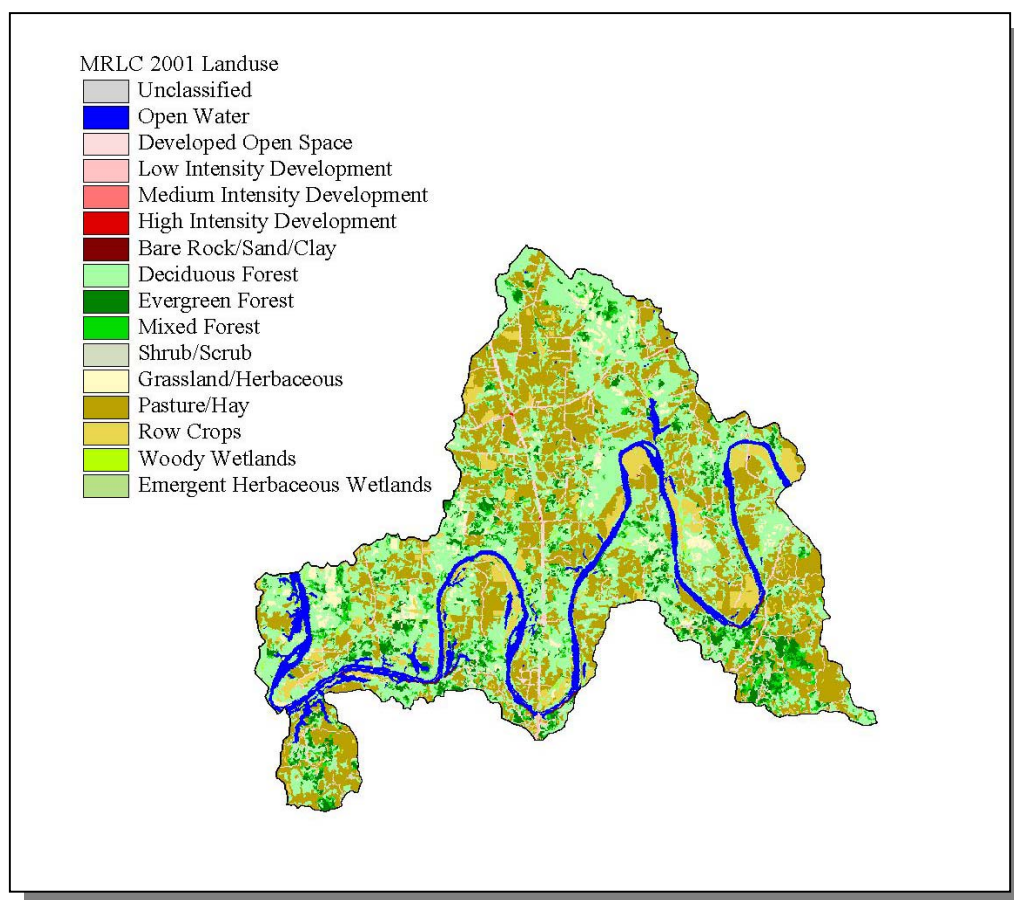 MRLC 2001 Landuse
Unclassified
Open Water
Developed Open Space
Low Intensity Development
Medium Intensity Development
High Intensity Development
Bare Rock/Sand/Clay
Deciduous Forest
Evergreen Forest
Mixed Forest
Shrub/Scrub
Grassland/Herbaceous
Pasture/Hay
Row Crops
Woody Wetlands
Emergent Herbaceous Wetlands